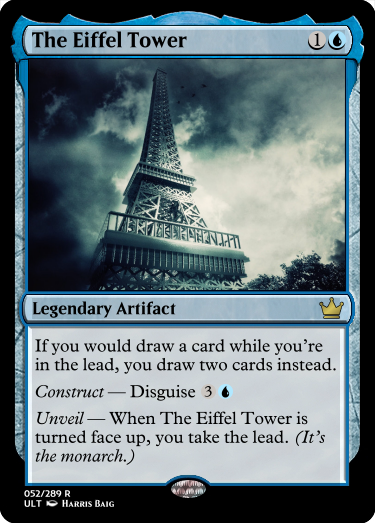 The Eiffel Tower 1
Legendary Artifact
If you would draw a card while you're
in the lead, you draw two cards instead.
Construct — Disguise 3
Unveil — When The Eiffel Tower is
turned face up, you take the lead. (It's
the monarch.)
052/289 R
ULT HARRIS BAIG